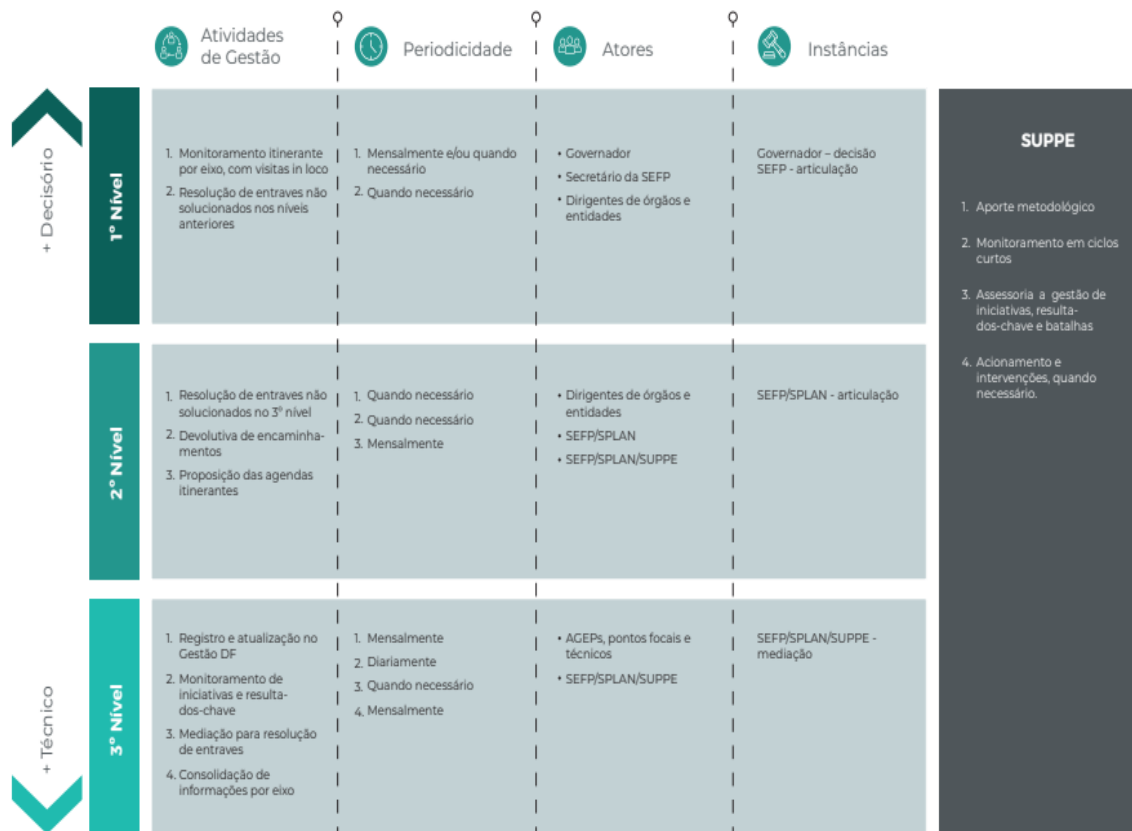 Atividades
de Gestão
Periodicidade
Atores
Instâncias
+ Decisório
1º Nível
1. Monitoramento itinerante
por eixo, com visitas in loco
2. Resolução de entraves não
solucionados nos níveis
anteriores
1. Mensalmente e/ou quando
necessário
2. Quando necessário
• Governador
• Secretário da SEFP
• Dirigentes de órgãos e
entidades
Governador – decisão
SEFP - articulação
2º Nível
1. Resolução de entraves não
solucionados no 3º nível
2. Devolutiva de encaminha-
mentos
3. Proposição das agendas
itinerantes
1. Quando necessário
2. Quando necessário
3. Mensalmente
• Dirigentes de órgãos e
entidades
• SEFP/SPLAN
• SEFP/SPLAN/SUPPE
SEFP/SPLAN - articulação
+ Técnico
3º Nível
1. Registro e atualização no
Gestão DF
2. Monitoramento de
iniciativas e resulta-
dos-chave
3. Mediação para resolução
de entraves
4. Consolidação de
informações por eixo
1. Mensalmente
2. Diariamente
3. Quando necessário
4. Mensalmente
• AGEPs, pontos focais e
técnicos
• SEFP/SPLAN/SUPPE
SEFP/SPLAN/SUPPE -
mediação
SUPPE
1. Aporte metodológico
2. Monitoramento em ciclos
curtos
3. Assessoria a gestão de
iniciativas, resulta-
dos-chave e batalhas
4. Acionamento e
intervenções, quando
necessário.